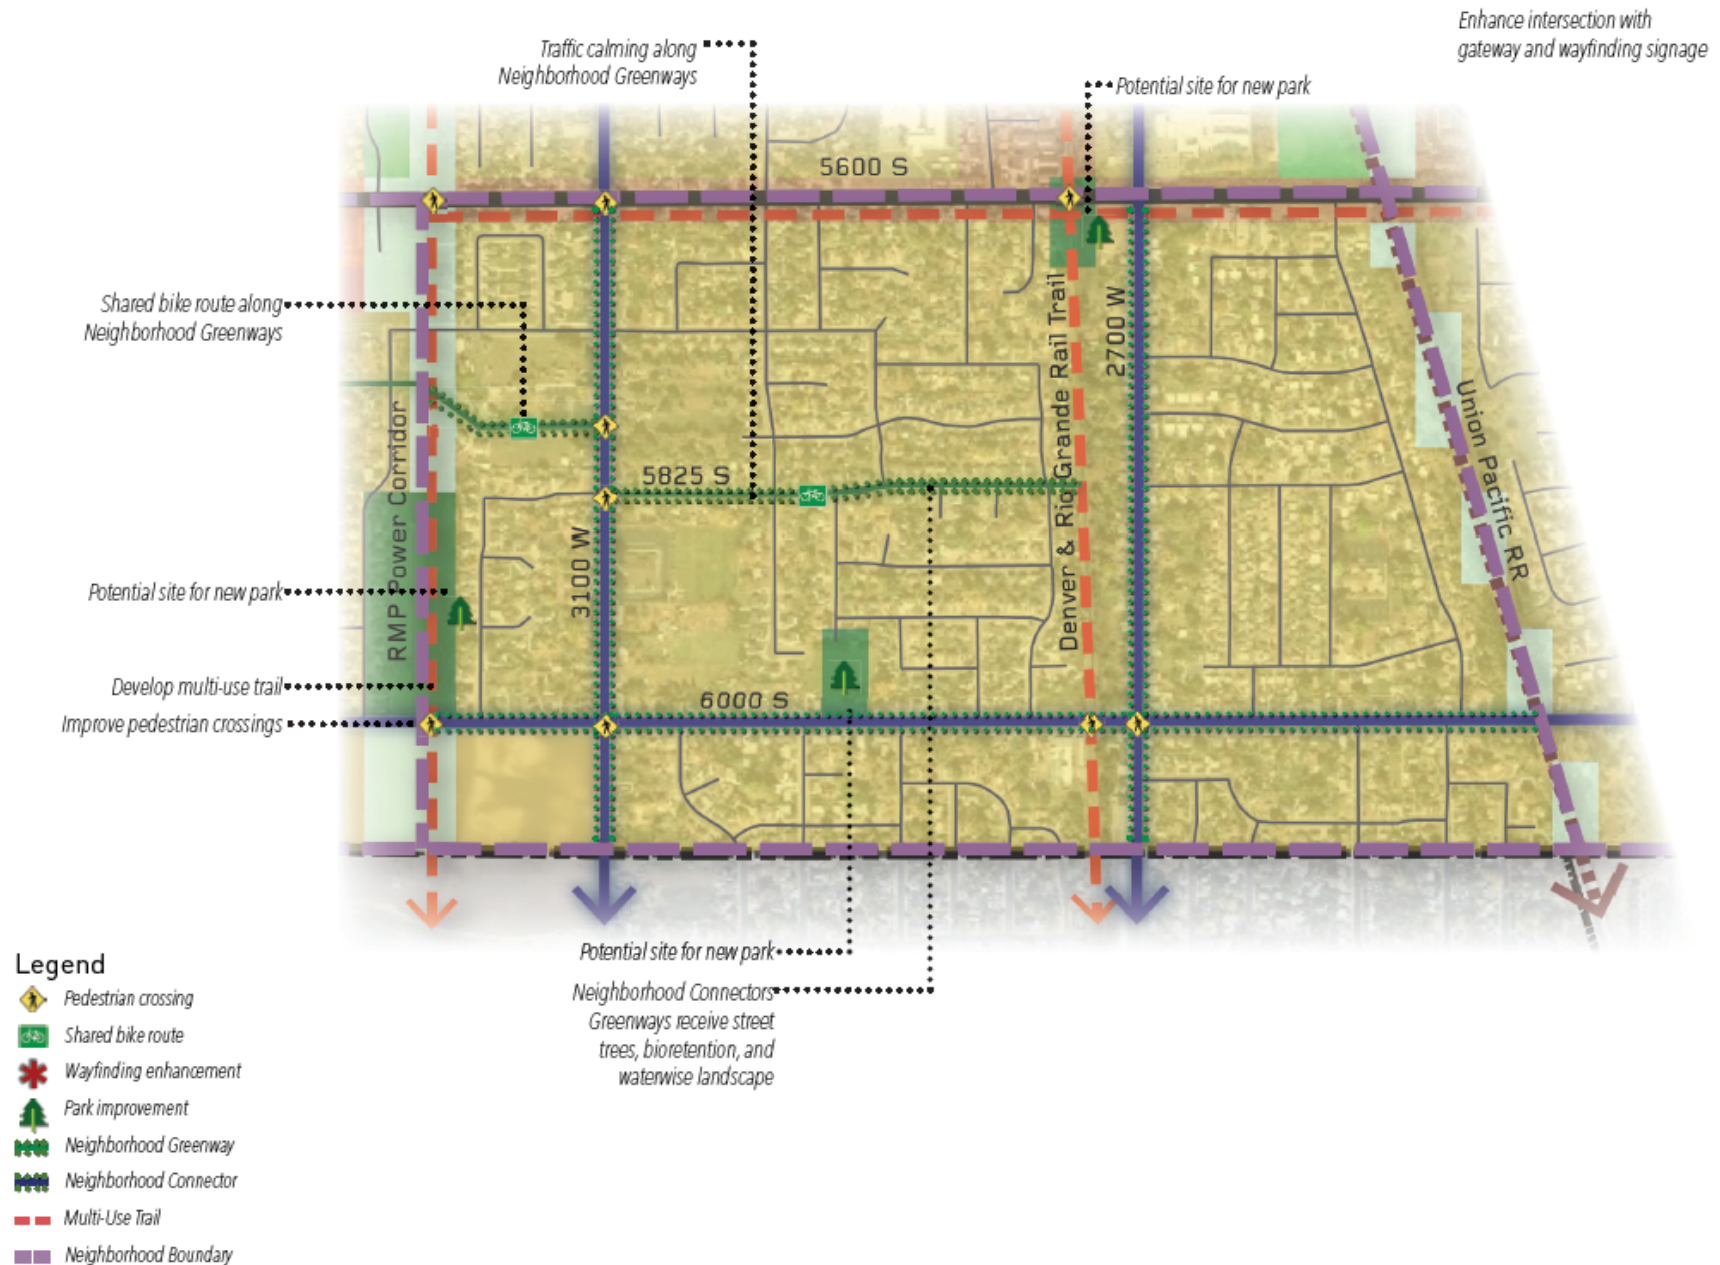 Enhance intersection with
gateway and wayfinding signage
Traffic calming along
Neighborhood Greenways
Potential site for new park
5600 S
Shared bike route along
Neighborhood Greenways
Denver & Rio Grande Rail Trail
2700 W
Union Pacific RR
RMP Power Corridor
5825 S
3100 W
Potential site for new park
Develop multi-use trail
6000 S
Improve pedestrian crossings
Potential site for new park
Neighborhood Connectors
Greenways receive street
trees, bioretention, and
waterwise landscape
Legend
Pedestrian crossing
Shared bike route
Wayfinding enhancement
Park improvement
Neighborhood Greenway
Neighborhood Connector
Multi-Use Trail
Neighborhood Boundary